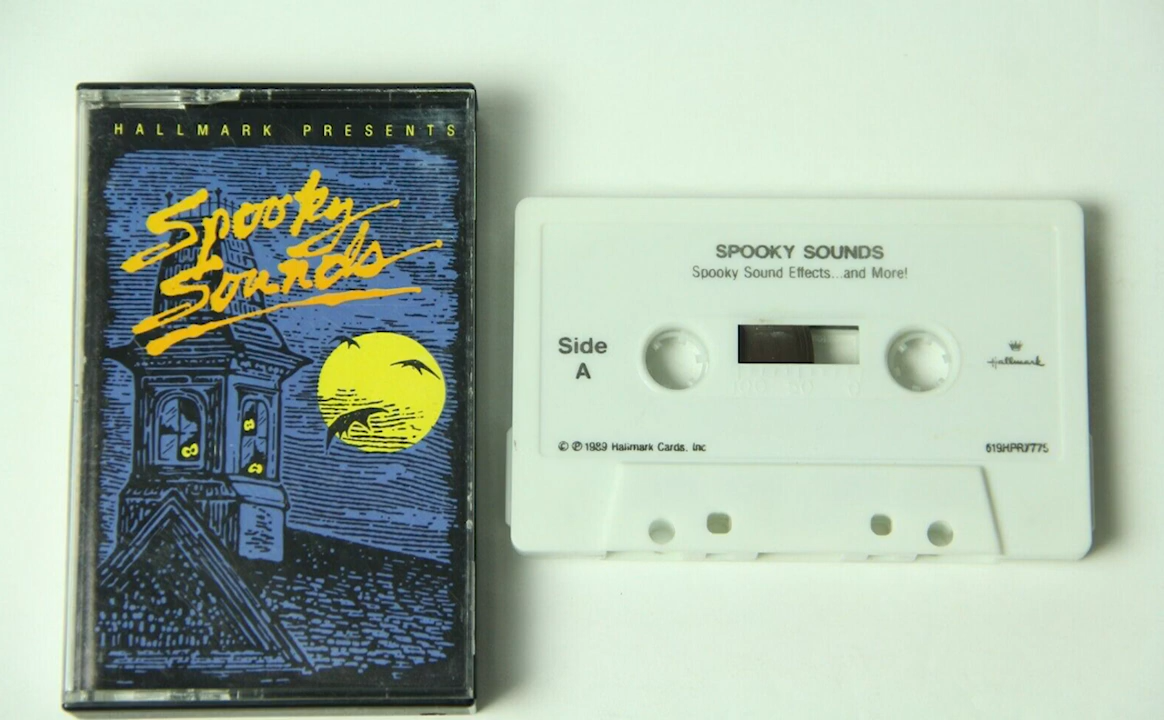 HALLMARK PRESENTS
Spooky
Sounds
SPOOKY SOUNDS
Spooky Sound Effects...and More!
Side
A
Hallmark
© ℗ 1989 Hallmark Cards, Inc
619HPR7775